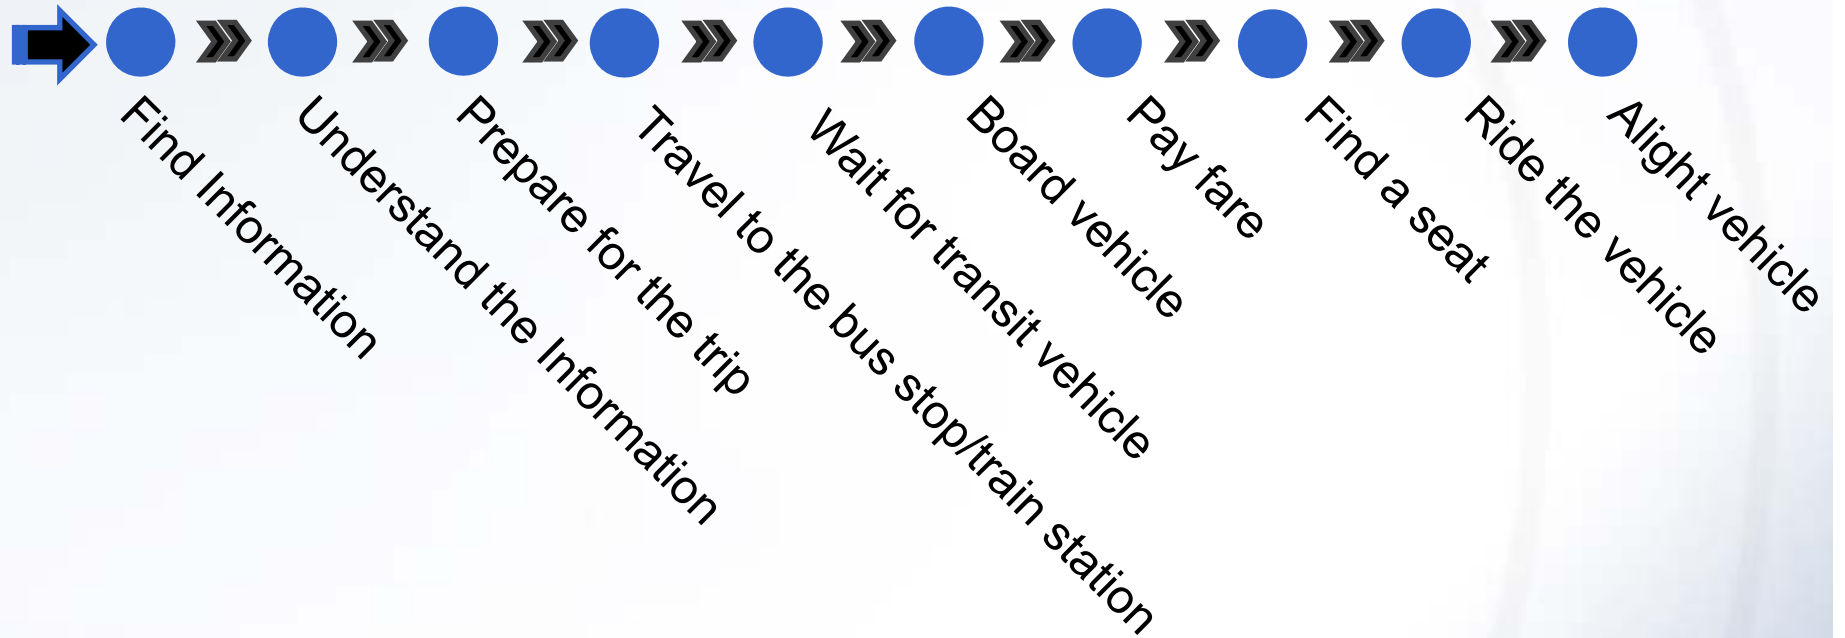 Find Information
Understand the Information
Prepare for the trip
Travel to the bus stop/train station
Wait for transit vehicle
Board vehicle
Pay fare
Find a seat
Ride the vehicle
Alight vehicle